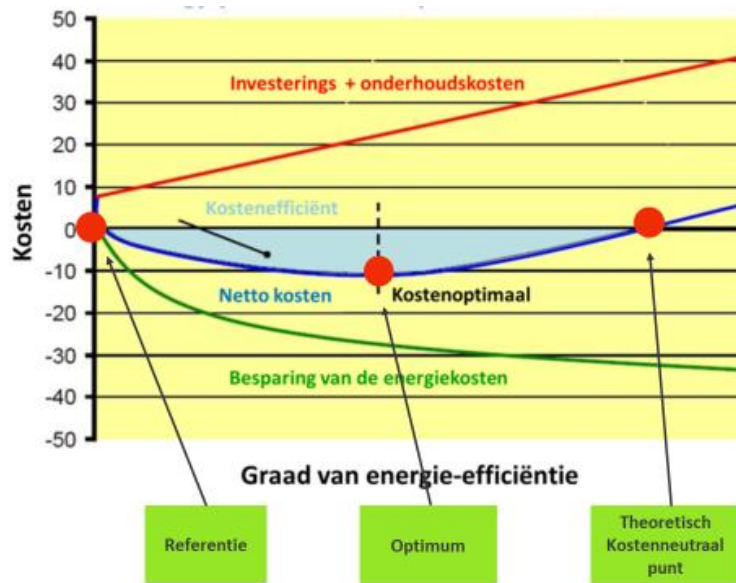 50
40
30
20
10
0
-10
-20
-30
-40
-50
Kosten
Investerings + onderhoudskosten
Kostenefficiënt
Netto kosten
Kostenoptimaal
Besparing van de energiekosten
Graad van energie-efficiëntie
Referentie
Optimum
Theoretisch
Kostenneutraal
punt